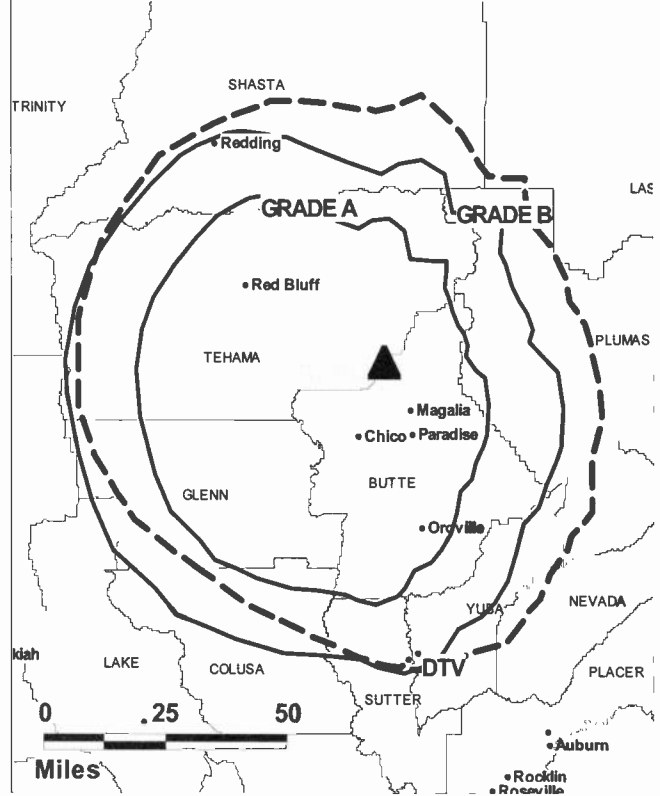 SHASTA
TRINITY
Redding
LAS
GRADE A
GRADE B
Red Bluff
PLUMAS
TEHAMA
Magalia
Chico
Paradise
BUTTE
GLENN
Oroville
YUBA
NEVADA
kiah
LAKE
COLUSA
DTV
PLACER
SUTTER
0 25 50
Miles
Auburn
Rocklin
Roseville